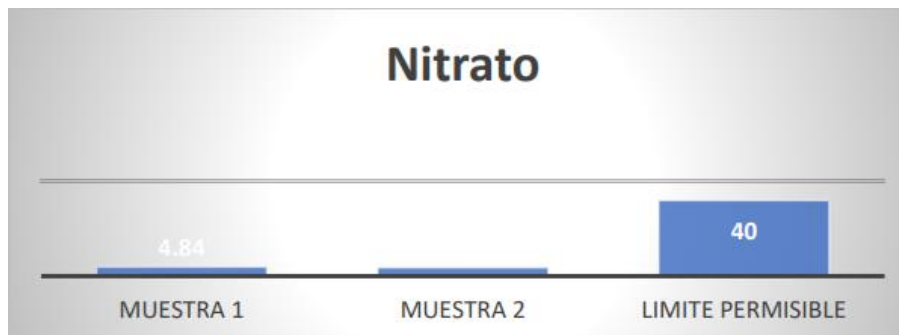 Nitrato
4.84
40
MUESTRA 1
MUESTRA 2
LIMITE PERMISIBLE